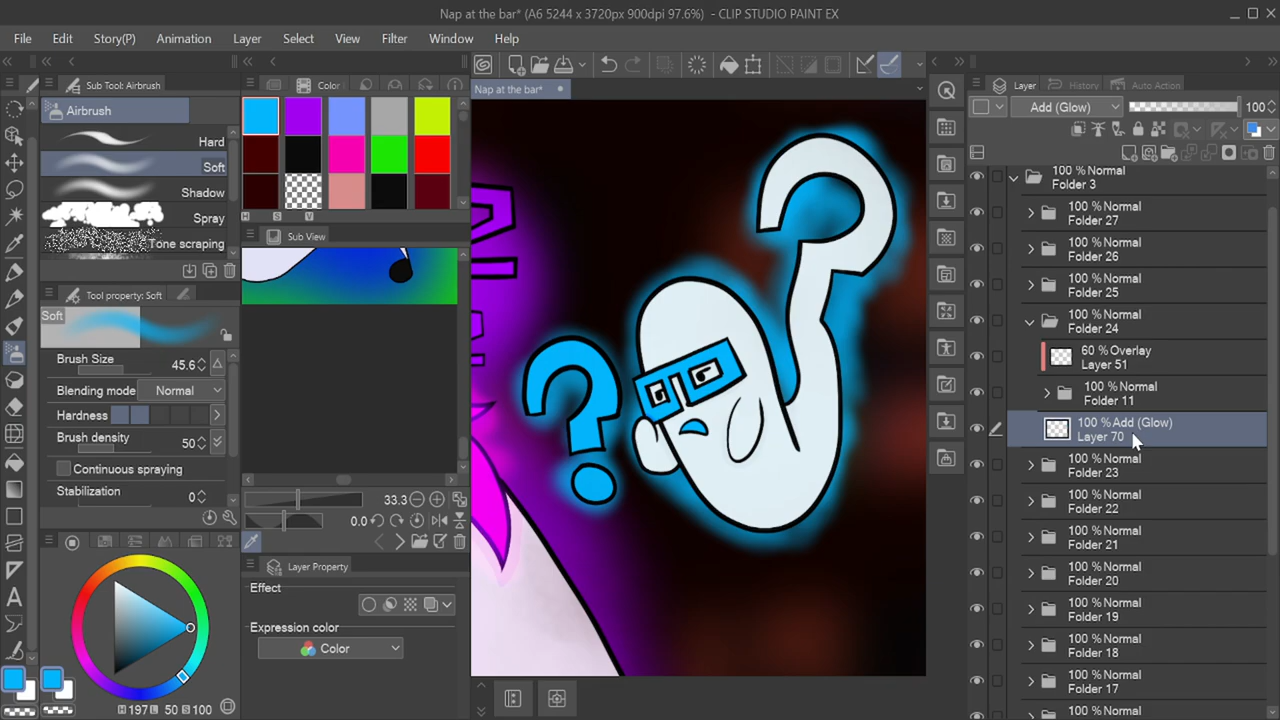 Nap at the bar* (A6 5244 x 3720px 900dpi 97.6%) - CLIP STUDIO PAINT EX
File Edit Story(P) Animation Layer Select View Filter Window Help
Sub Tool: Airbrush
Airbrush
Hard
Soft
Shadow
Spray
Tone scraping
Tool property: Soft
Soft
Brush Size 45.6
Blending mode Normal
Hardness
Brush density 50
Continuous spraying
Stabilization 0
H 197 L 50 S 100
Color
H S V
Sub View
33.3
0.0
Layer Property
Effect
Expression color
Color
Nap at the bar*
?
Layer History Auto Action
Add (Glow) 100
100 % Normal
Folder 3
100 % Normal
Folder 27
100 % Normal
Folder 26
100 % Normal
Folder 25
100 % Normal
Folder 24
60 % Overlay
Layer 51
100 % Normal
Folder 11
100 % Add (Glow)
Layer 70
100 % Normal
Folder 23
100 % Normal
Folder 22
100 % Normal
Folder 21
100 % Normal
Folder 20
100 % Normal
Folder 19
100 % Normal
Folder 18
100 % Normal
Folder 17
100 % Normal